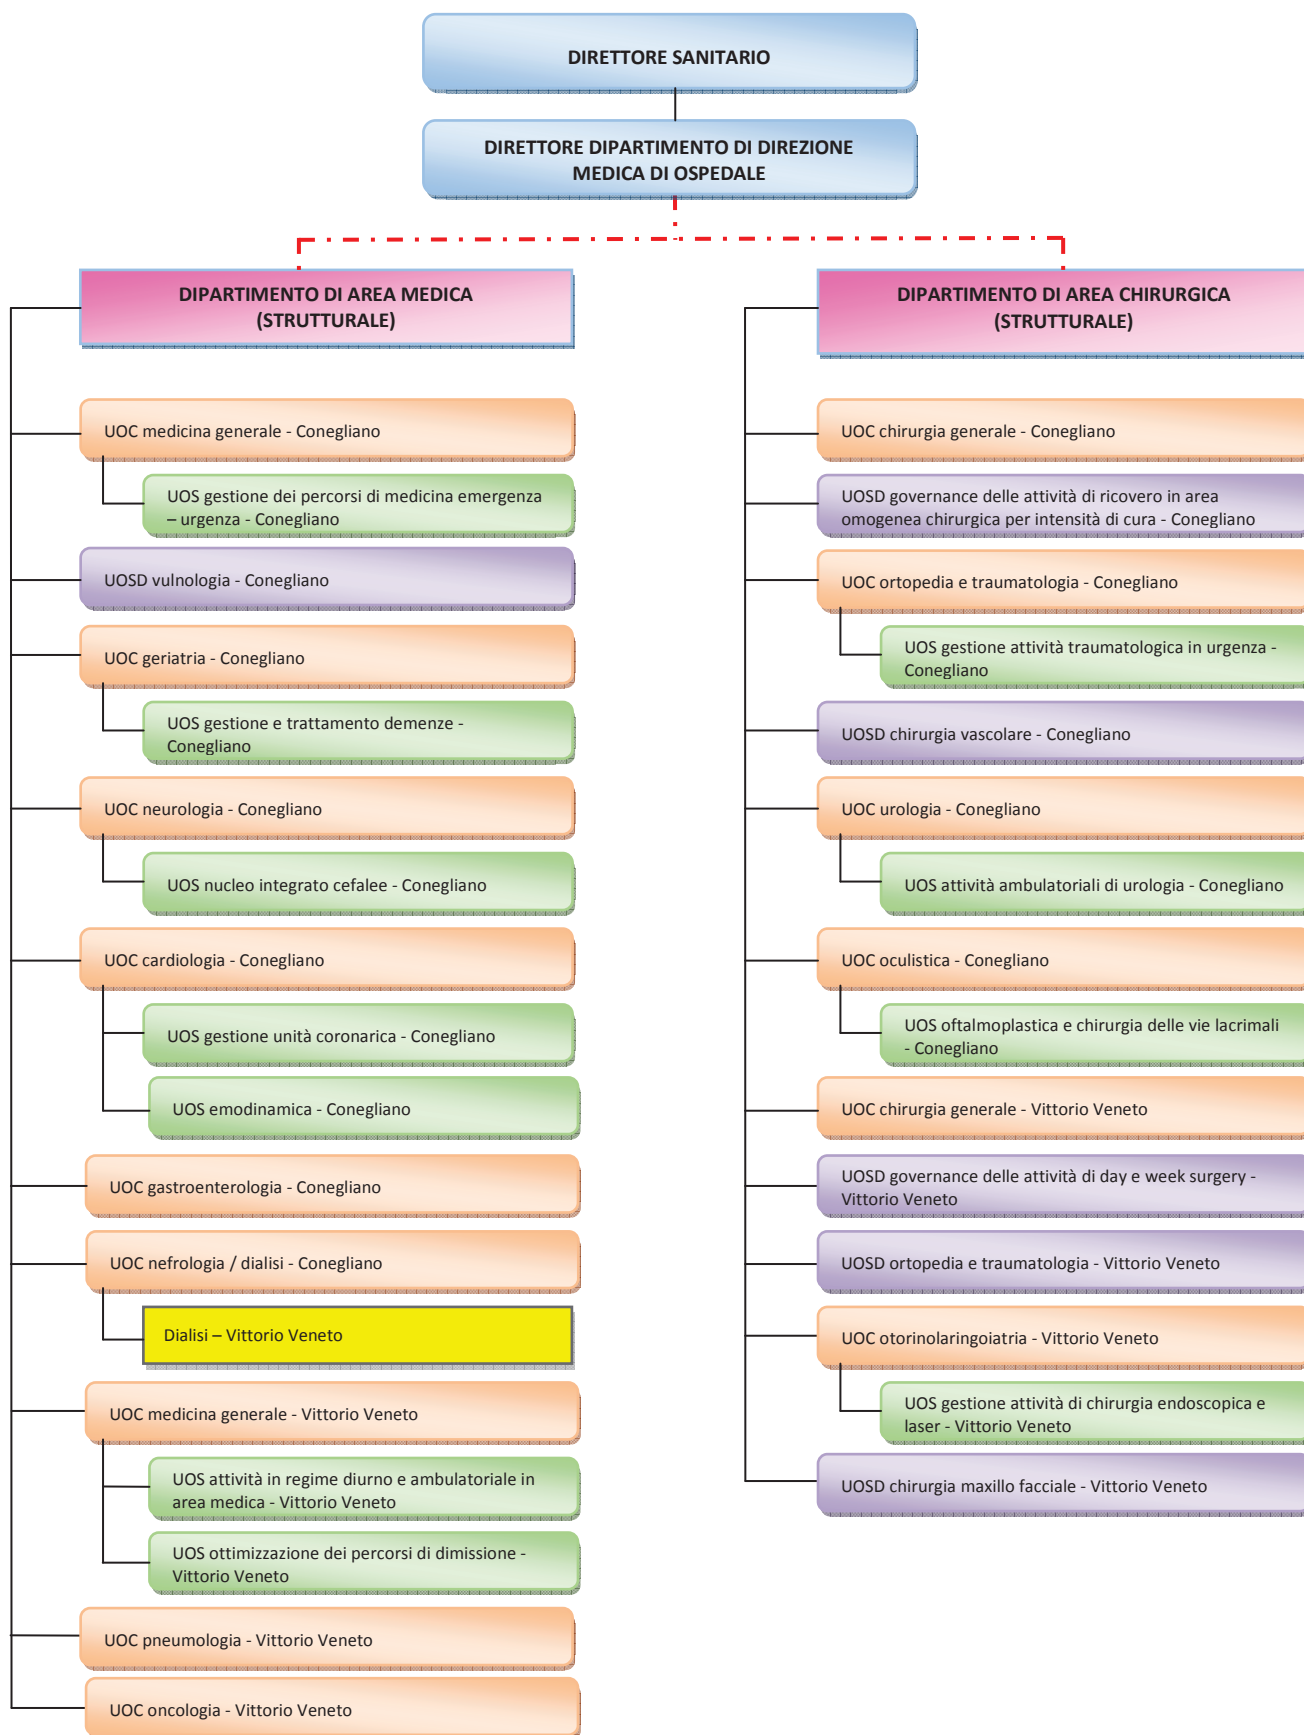 DIRETTORE SANITARIO
DIRETTORE DIPARTIMENTO DI DIREZIONE
MEDICA DI OSPEDALE
DIPARTIMENTO DI AREA MEDICA
(STRUTTURALE)
UOC medicina generale - Conegliano
UOS gestione dei percorsi di medicina emergenza
– urgenza - Conegliano
UOSD vulnologia - Conegliano
UOC geriatria - Conegliano
UOS gestione e trattamento demenze -
Conegliano
UOC neurologia - Conegliano
UOS nucleo integrato cefalee - Conegliano
UOC cardiologia - Conegliano
UOS gestione unità coronarica - Conegliano
UOS emodinamica - Conegliano
UOC gastroenterologia - Conegliano
UOC nefrologia / dialisi - Conegliano
Dialisi – Vittorio Veneto
UOC medicina generale - Vittorio Veneto
UOS attività in regime diurno e ambulatoriale in
area medica - Vittorio Veneto
UOS ottimizzazione dei percorsi di dimissione -
Vittorio Veneto
UOC pneumologia - Vittorio Veneto
UOC oncologia - Vittorio Veneto
DIPARTIMENTO DI AREA CHIRURGICA
(STRUTTURALE)
UOC chirurgia generale - Conegliano
UOSD governance delle attività di ricovero in area
omogenea chirurgica per intensità di cura - Conegliano
UOC ortopedia e traumatologia - Conegliano
UOS gestione attività traumatologica in urgenza -
Conegliano
UOSD chirurgia vascolare - Conegliano
UOC urologia - Conegliano
UOS attività ambulatoriali di urologia - Conegliano
UOC oculistica - Conegliano
UOS oftalmoplastica e chirurgia delle vie lacrimali
- Conegliano
UOC chirurgia generale - Vittorio Veneto
UOSD governance delle attività di day e week surgery -
Vittorio Veneto
UOSD ortopedia e traumatologia - Vittorio Veneto
UOC otorinolaringoiatria - Vittorio Veneto
UOS gestione attività di chirurgia endoscopica e
laser - Vittorio Veneto
UOSD chirurgia maxillo facciale - Vittorio Veneto